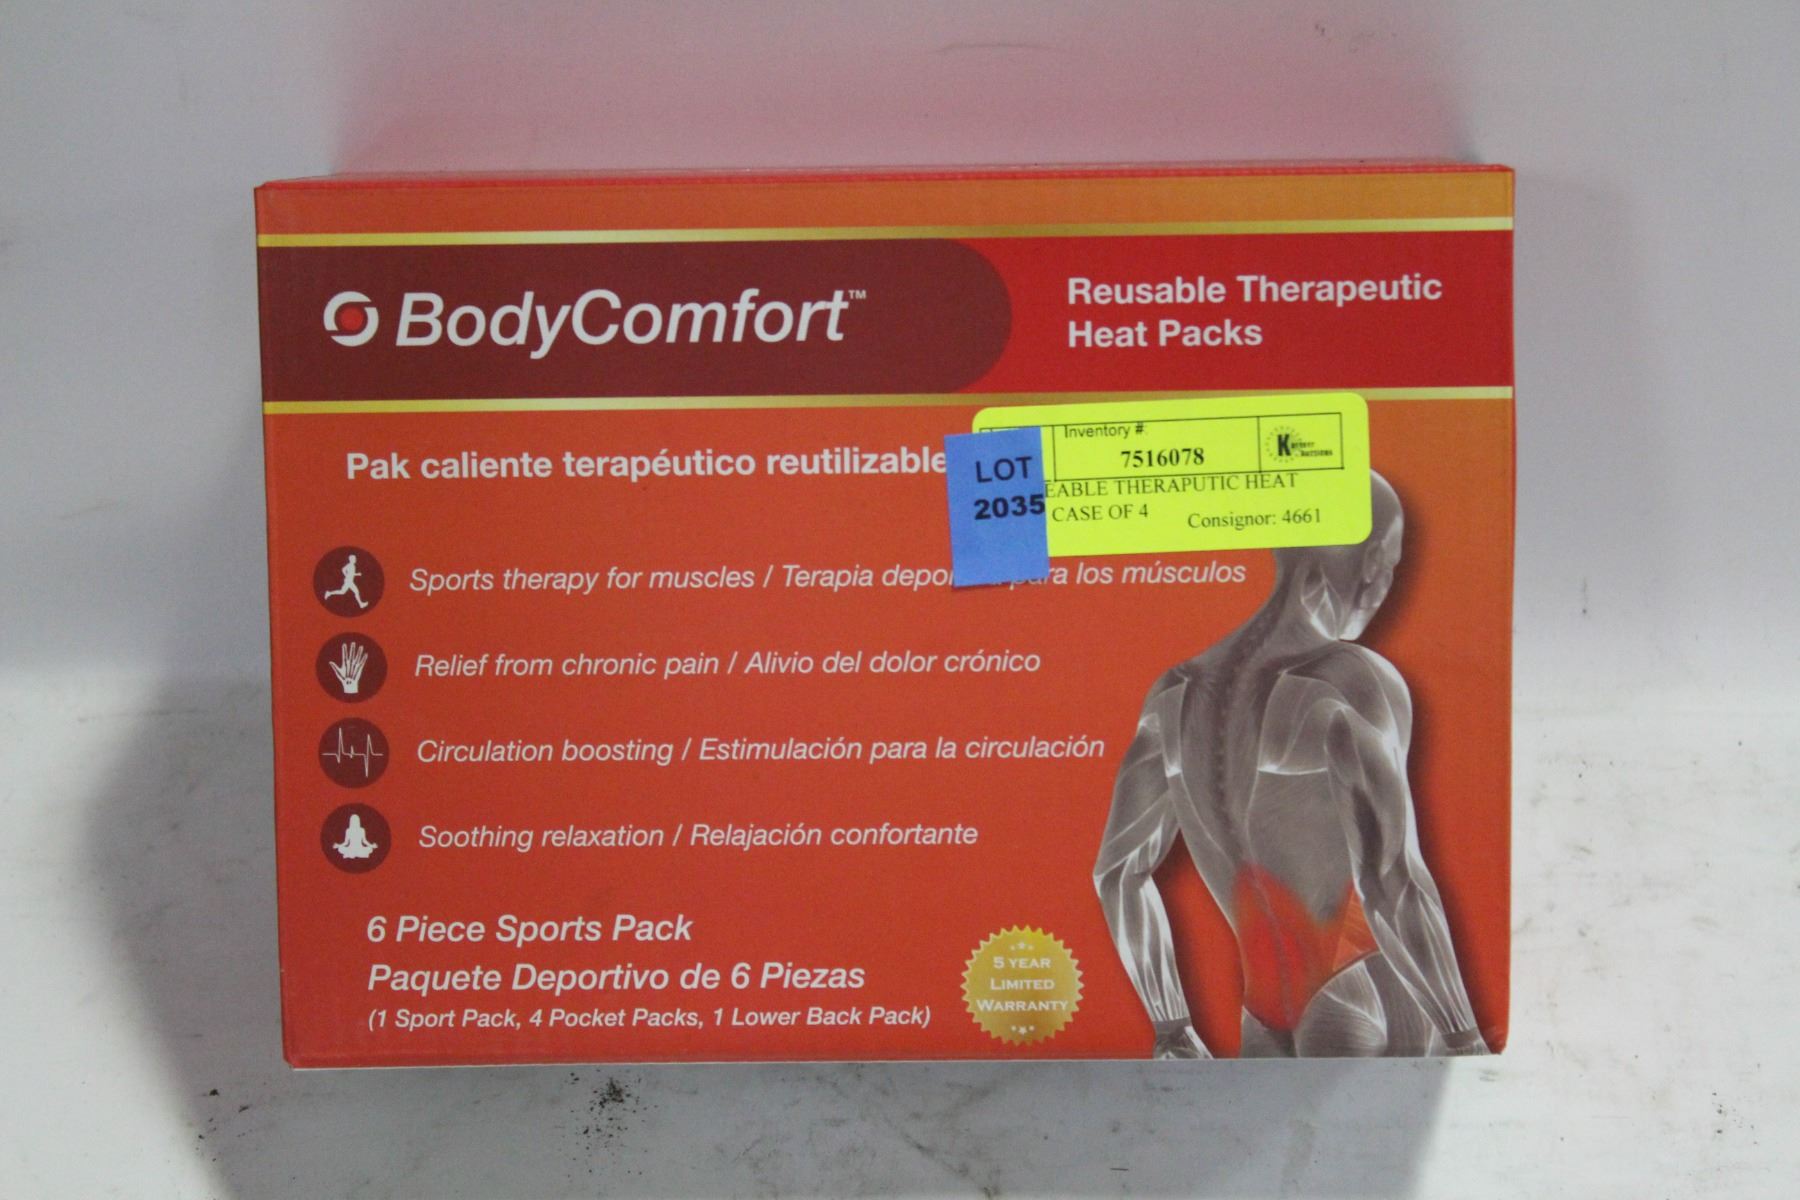 BodyComfort™
Reusable Therapeutic
Heat Packs
Pak caliente terapéutico reutilizable
LOT
2035
Inventory #:
7516078
THERAPUTIC HEAT
CASE OF 4 Consignor: 4661
Sports therapy for muscles / Terapia para los músculos
Relief from chronic pain / Alivio del dolor crónico
Circulation boosting / Estimulación para la circulación
Soothing relaxation / Relajación confortante
6 Piece Sports Pack
Paquete Deportivo de 6 Piezas
(1 Sport Pack, 4 Pocket Packs, 1 Lower Back Pack)
5 YEAR
LIMITED
WARRANTY